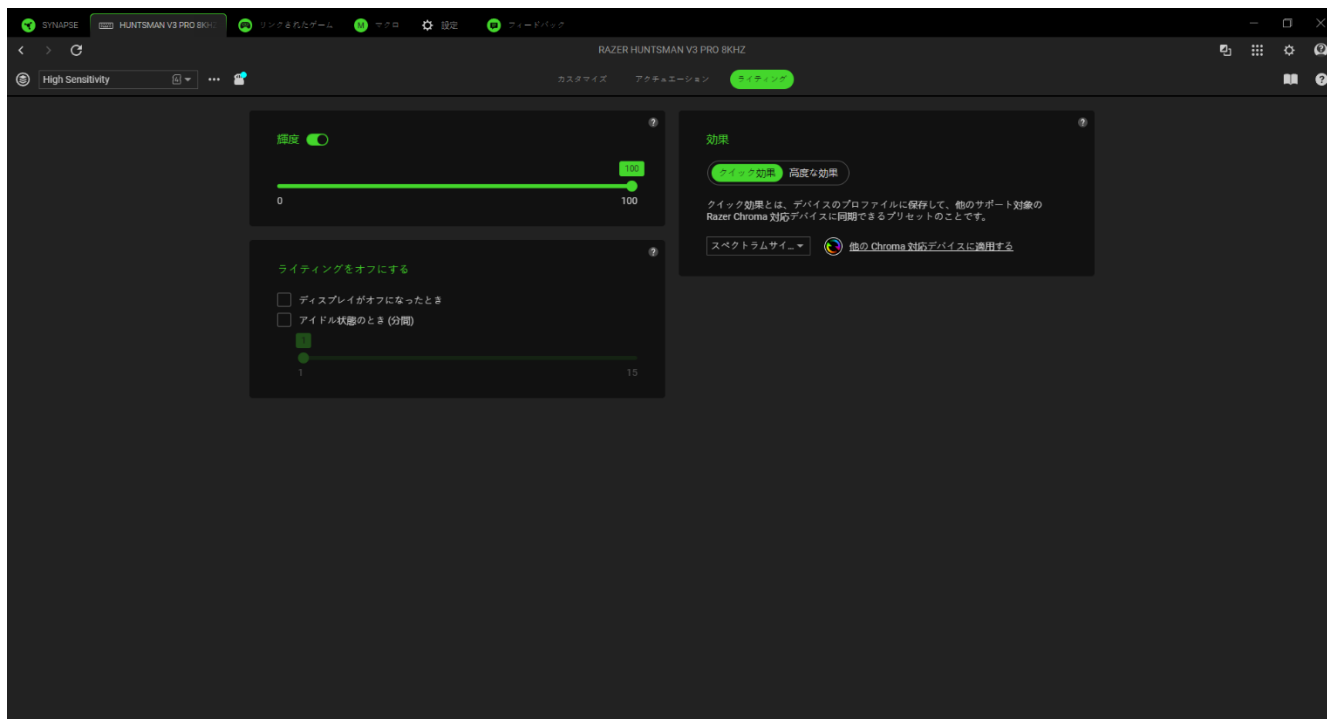 SYNAPSE
HUNTSMAN V3 PRO 8KHZ
リンクされたゲーム
マクロ
設定
フィードバック
RAZER HUNTSMAN V3 PRO 8KHZ
High Sensitivity
4
カスタマイズ
アクチュエーション
ライティング
輝度
100
0
100
ライティングをオフにする
ディスプレイがオフになったとき
アイドル状態のとき (分間)
1
15
効果
クイック効果
高度な効果
クイック効果とは、デバイスのプロファイルに保存して、他のサポート対象の
Razer Chroma 対応デバイスに同期できるプリセットのことです。
スペクトラムサイ...
他の Chroma 対応デバイスに適用する